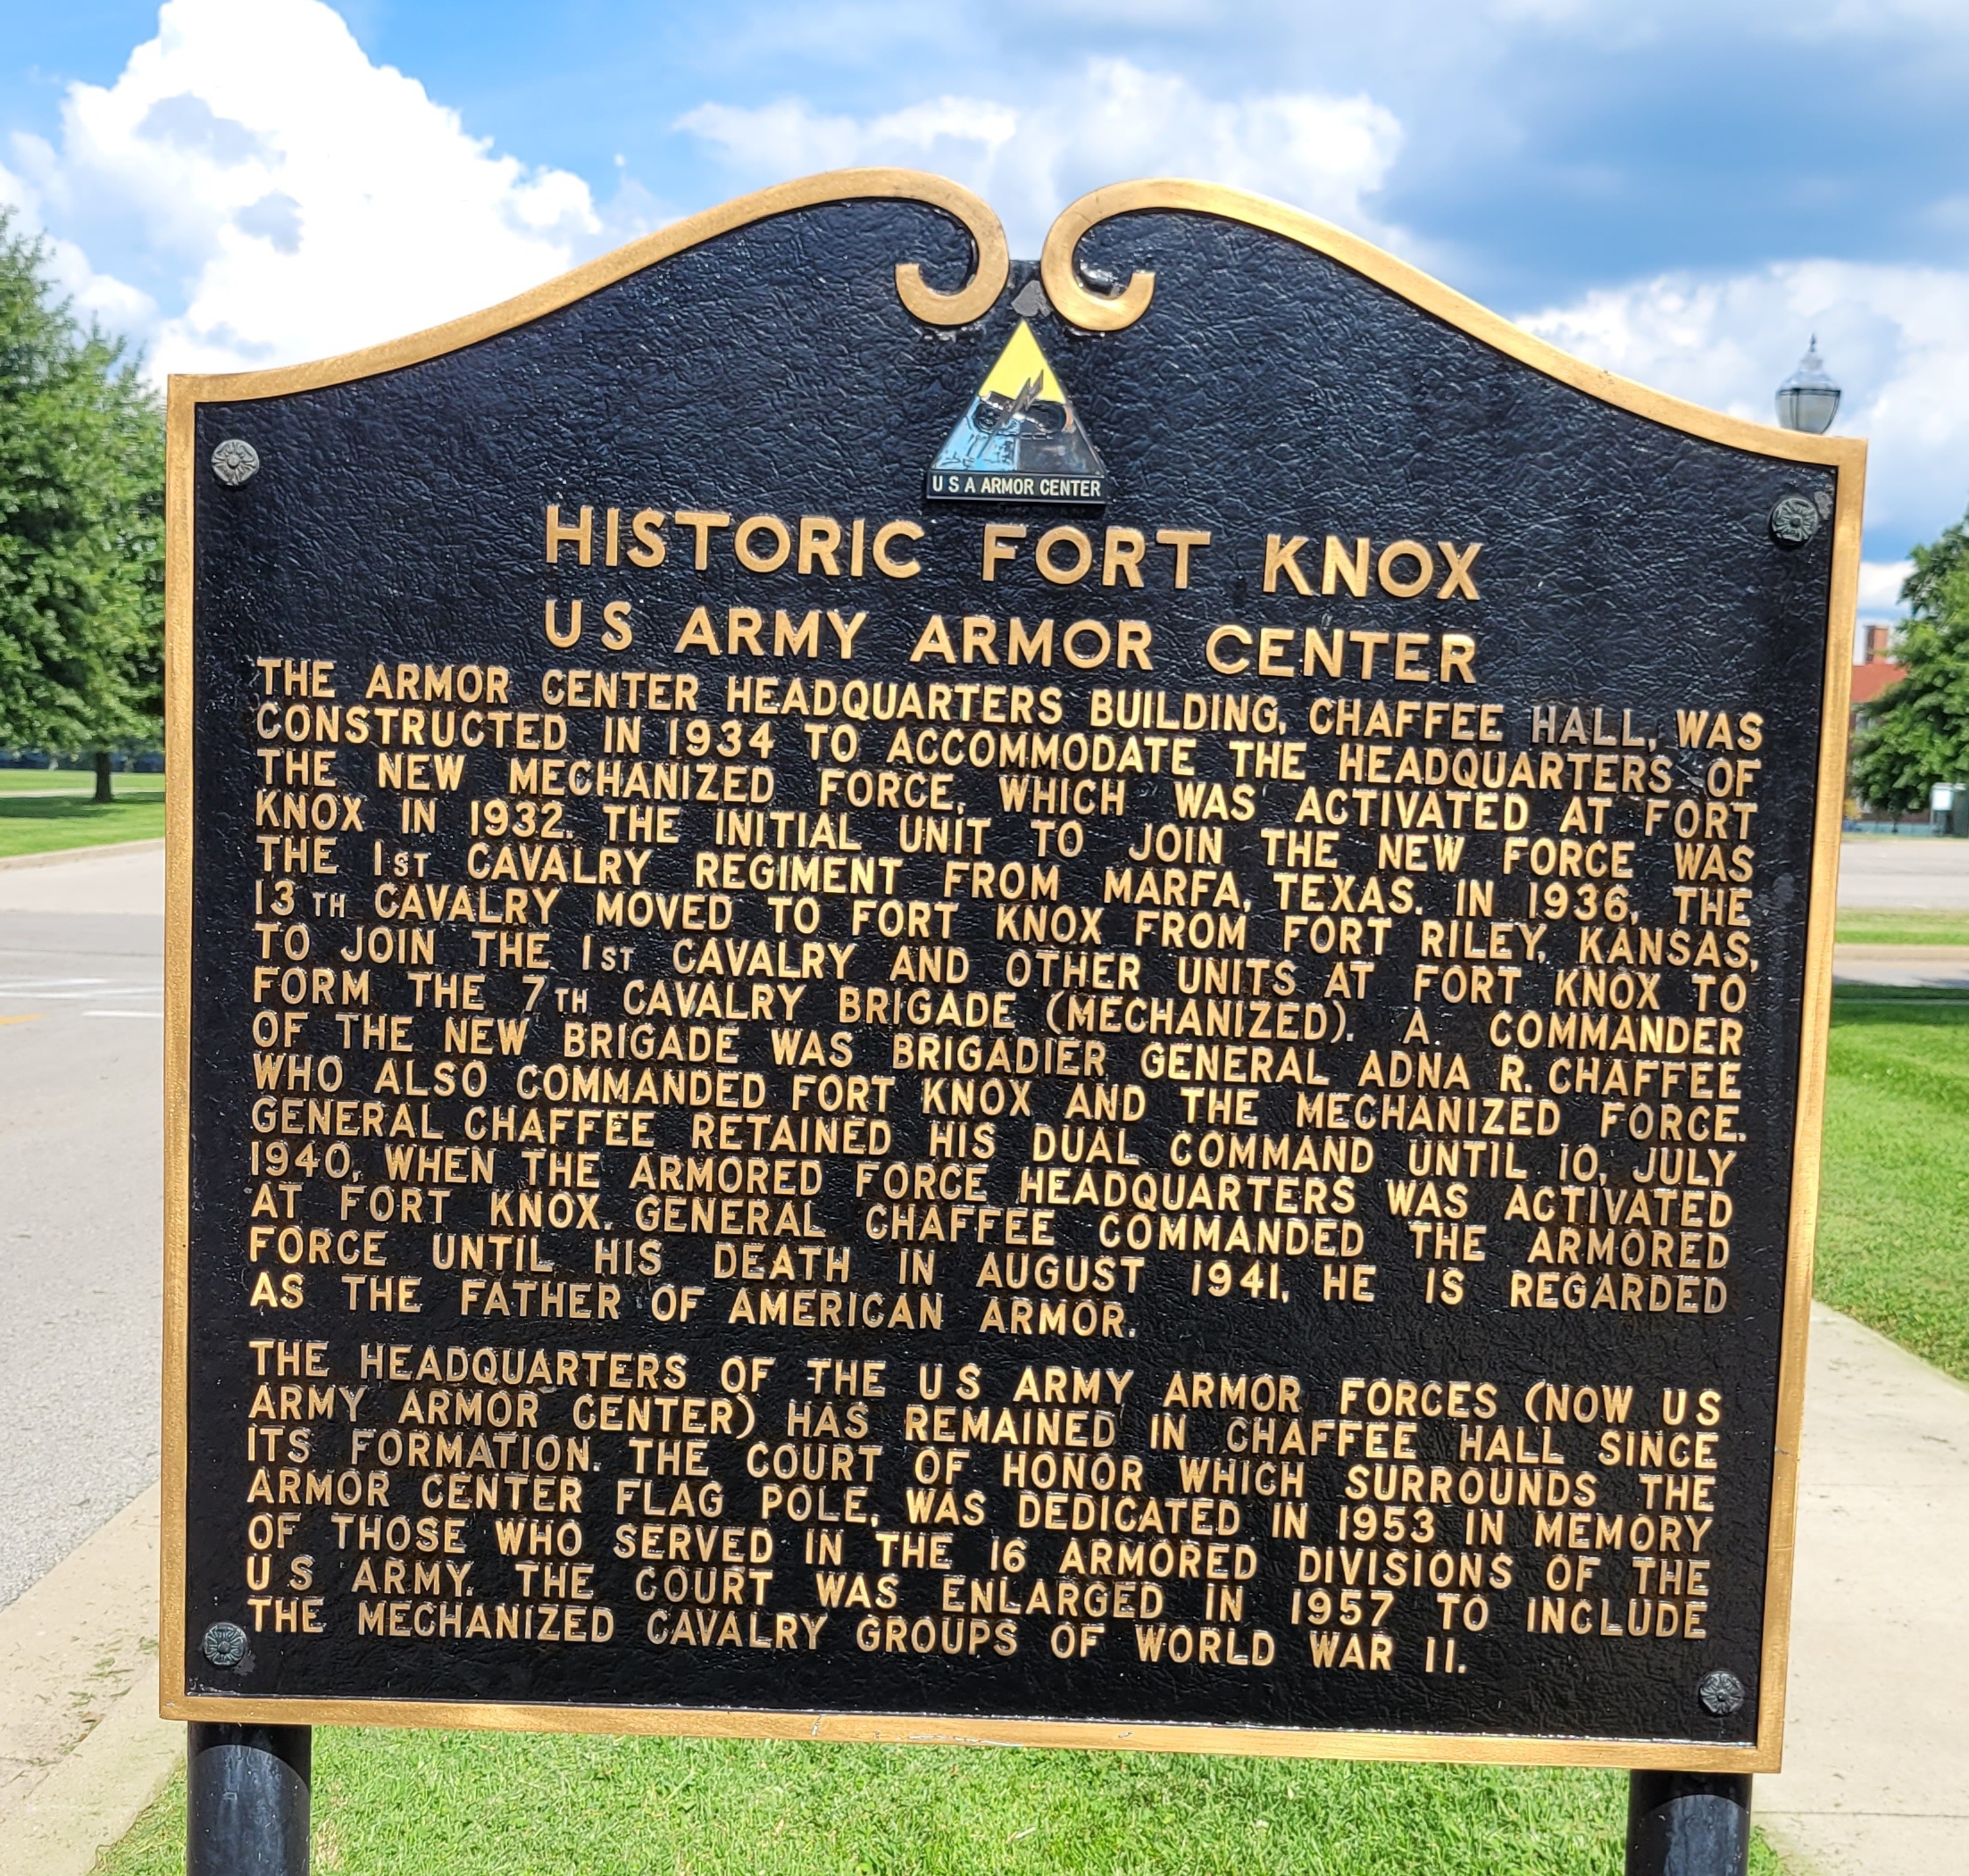 U S A ARMOR CENTER
HISTORIC FORT KNOX
US ARMY ARMOR CENTER
THE ARMOR CENTER HEADQUARTERS BUILDING, CHAFFEE HALL, WAS
CONSTRUCTED IN 1934 TO ACCOMMODATE THE HEADQUARTERS OF
THE NEW MECHANIZED FORCE, WHICH WAS ACTIVATED AT FORT
KNOX IN 1932. THE INITIAL UNIT TO JOIN THE NEW FORCE WAS
THE 1ST CAVALRY REGIMENT FROM MARFA, TEXAS. IN 1936, THE
13 TH CAVALRY MOVED TO FORT KNOX FROM FORT RILEY, KANSAS,
TO JOIN THE 1ST CAVALRY AND OTHER UNITS AT FORT KNOX TO
FORM THE 7TH CAVALRY BRIGADE (MECHANIZED). A COMMANDER
OF THE NEW BRIGADE WAS BRIGADIER GENERAL ADNA R. CHAFFEE
WHO ALSO COMMANDED FORT KNOX AND THE MECHANIZED FORCE.
GENERAL CHAFFEE RETAINED HIS DUAL COMMAND UNTIL 10, JULY
1940, WHEN THE ARMORED FORCE HEADQUARTERS WAS ACTIVATED
AT FORT KNOX. GENERAL CHAFFEE COMMANDED THE ARMORED
FORCE UNTIL HIS DEATH IN AUGUST 1941, HE IS REGARDED
AS THE FATHER OF AMERICAN ARMOR.
THE HEADQUARTERS OF THE US ARMY ARMOR FORCES (NOW US
ARMY ARMOR CENTER) HAS REMAINED IN CHAFFEE HALL SINCE
ITS FORMATION. THE COURT OF HONOR WHICH SURROUNDS THE
ARMOR CENTER FLAG POLE, WAS DEDICATED IN 1953 IN MEMORY
OF THOSE WHO SERVED IN THE 16 ARMORED DIVISIONS OF THE
US ARMY. THE COURT WAS ENLARGED IN 1957 TO INCLUDE
THE MECHANIZED CAVALRY GROUPS OF WORLD WAR II.